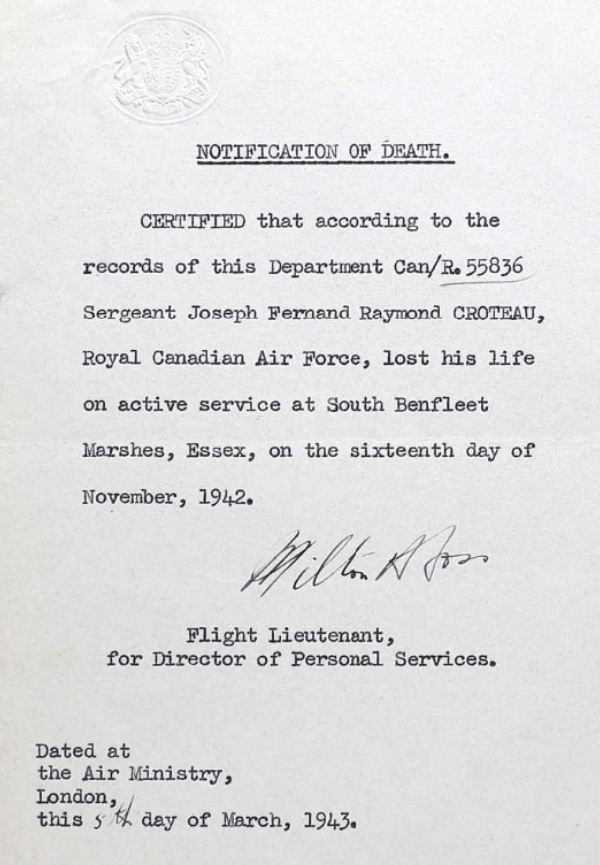 NOTIFICATION OF DEATH.
CERTIFIED that according to the
records of this Department Can/R.55836
Sergeant Joseph Fernand Raymond CROTEAU,
Royal Canadian Air Force, lost his life
on active service at South Benfleet
Marshes, Essex, on the sixteenth day of
November, 1942.
Milton A Foss
Flight Lieutenant,
for Director of Personal Services.
Dated at
the Air Ministry,
London,
this 5th day of March, 1943.